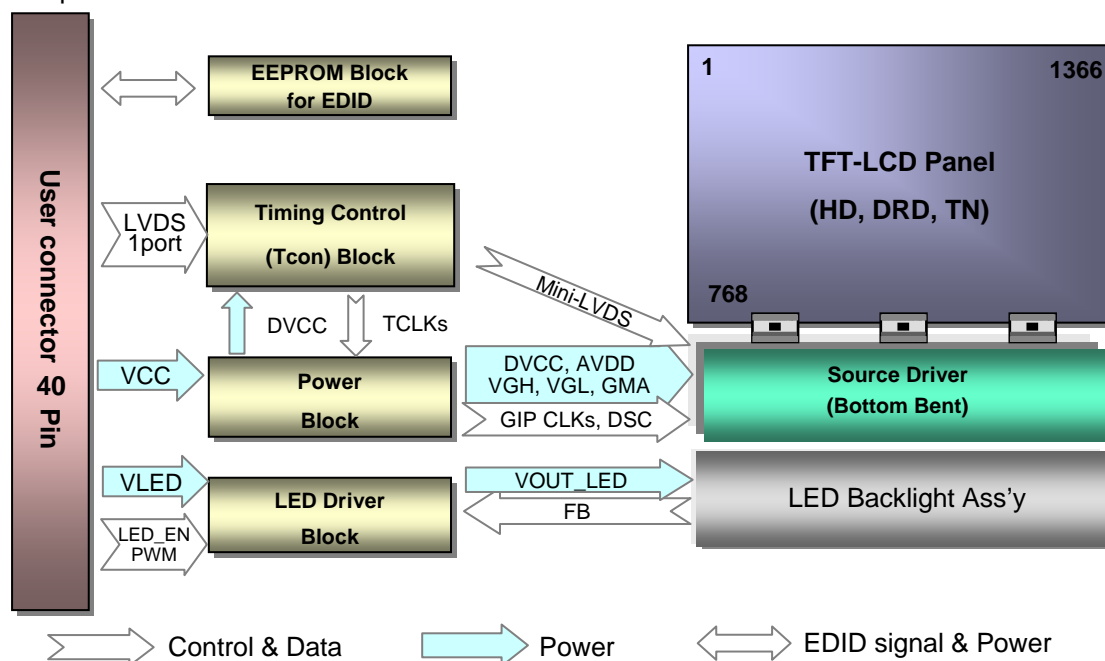 User connector 40 Pin
EEPROM Block
for EDID
LVDS
1port
Timing Control
(Tcon) Block
DVCC
TCLKs
VCC
Power
Block
VLED
LED_EN
PWM
LED Driver
Block
Mini-LVDS
DVCC, AVDD
VGH, VGL, GMA
GIP CLKs, DSC
VOUT_LED
FB
1
1366
TFT-LCD Panel
(HD, DRD, TN)
768
Source Driver
(Bottom Bent)
LED Backlight Ass'y
Control & Data
Power
EDID signal & Power